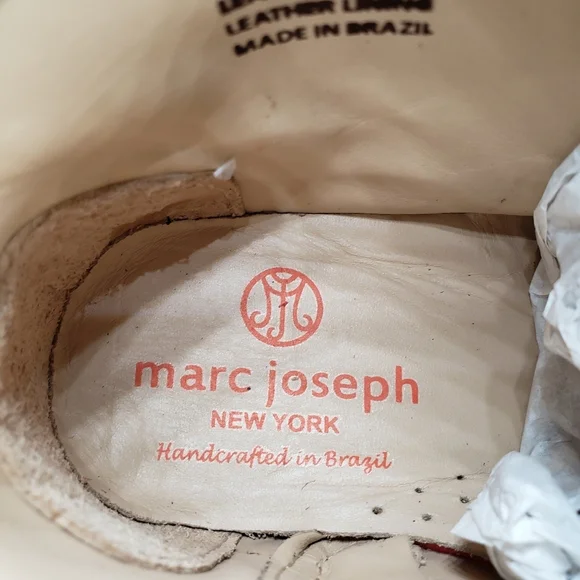 LEATHER LINING
MADE IN BRAZIL
marc joseph
NEW YORK
Handcrafted in Brazil